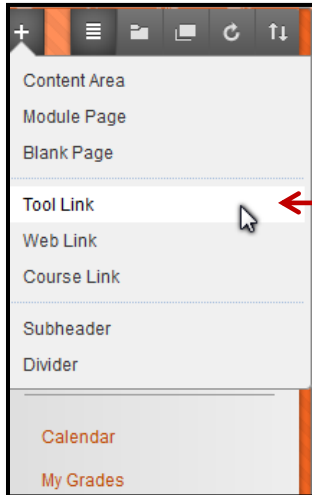 Content Area
Module Page
Blank Page
Tool Link
Web Link
Course Link
Subheader
Divider
Calendar
My Grades